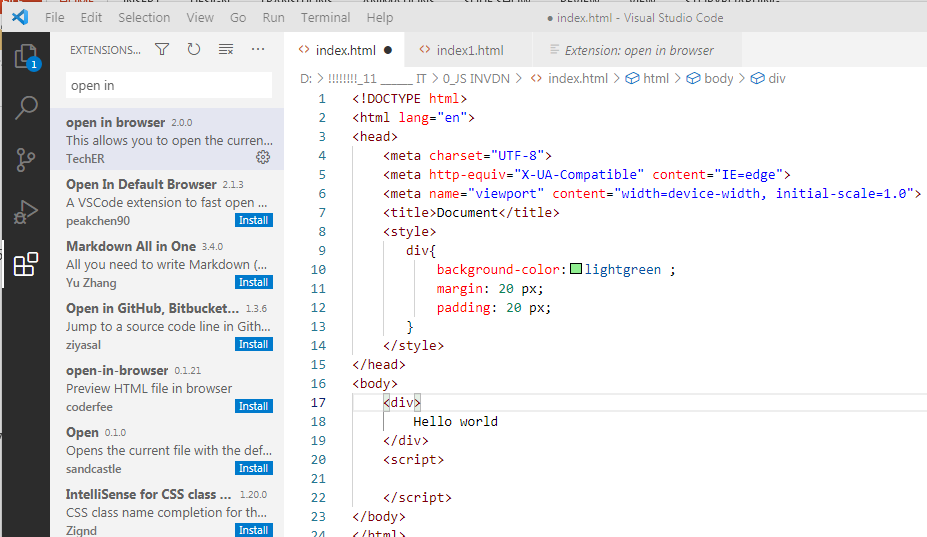 File Edit Selection View Go Run Terminal Help
● index.html - Visual Studio Code
EXTENSIONS...
index.html ●
index1.html
Extension: open in browser
1
open in
D: > !!!!!!!!_11 _____ IT > 0_JS INVDN > <> index.html > html > body > div
open in browser 2.0.0
This allows you to open the curren...
TechER
Open In Default Browser 2.1.3
A VSCode extension to fast open ...
peakchen90 Install
Markdown All in One 3.4.0
All you need to write Markdown (...
Yu Zhang Install
Open in GitHub, Bitbucket... 1.3.6
Jump to a source code line in Gith...
ziyasal Install
open-in-browser 0.1.21
Preview HTML file in browser
coderfee Install
Open 0.1.0
Opens the current file with the def...
sandcastle Install
IntelliSense for CSS class ... 1.20.0
CSS class name completion for th...
Zignd Install
1 <!DOCTYPE html>
2 <html lang="en">
3 <head>
4 <meta charset="UTF-8">
5 <meta http-equiv="X-UA-Compatible" content="IE=edge">
6 <meta name="viewport" content="width=device-width, initial-scale=1.0">
7 <title>Document</title>
8 <style>
9 div{
10 background-color: lightgreen ;
11 margin: 20 px;
12 padding: 20 px;
13 }
14 </style>
15 </head>
16 <body>
17 <div>
18 Hello world
19 </div>
20 <script>
21
22 </script>
23 </body>
24 </html>